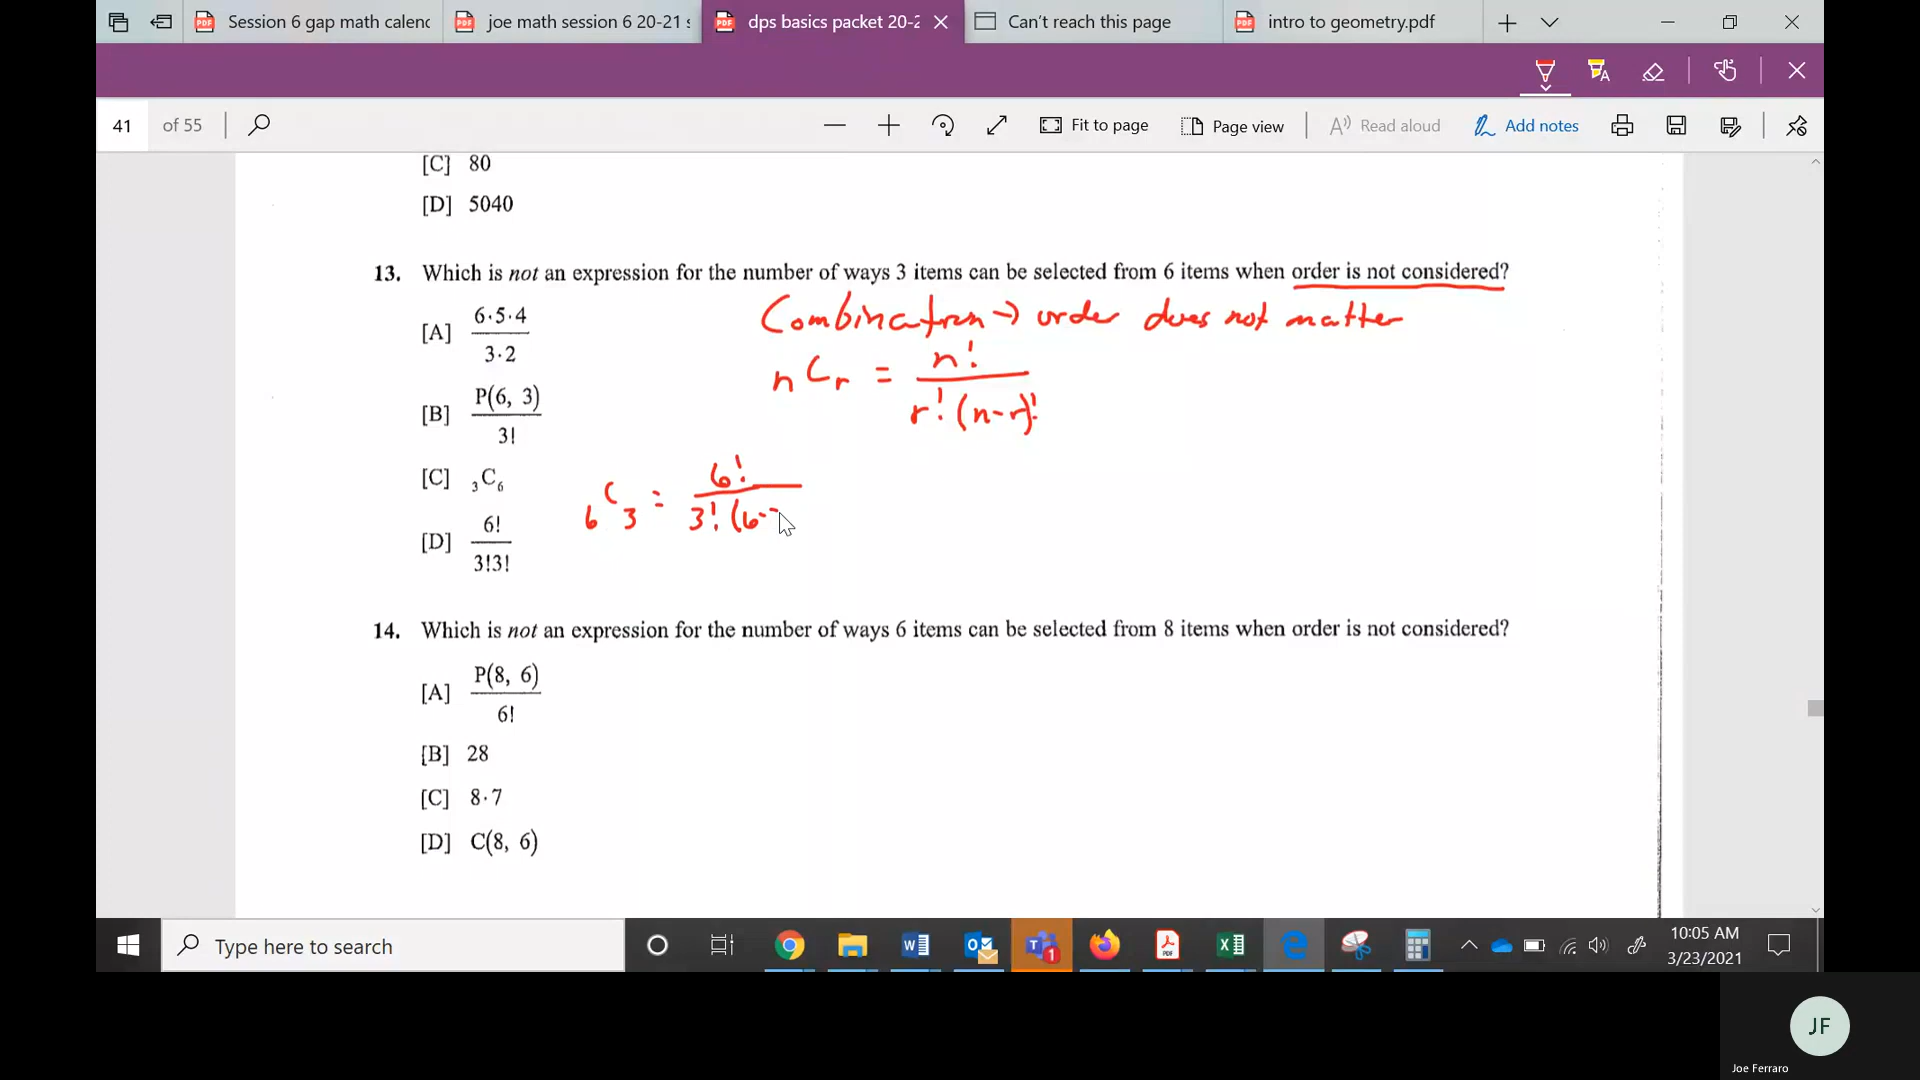 Session 6 gap math calenc
joe math session 6 20-21 s
dps basics packet 20-2
Can't reach this page
intro to geometry.pdf
41 of 55
Fit to page
Page view
Read aloud
Add notes
[C] 80
[D] 5040
13. Which is not an expression for the number of ways 3 items can be selected from 6 items when order is not considered?
Combination → order does not matter
[A] 6·5·4
3·2
nCr = n!
r!(n-r)!
[B] P(6, 3)
3!
[C] ₃C₆
6C3 = 6!
3!(6-
[D] 6!
3!3!
14. Which is not an expression for the number of ways 6 items can be selected from 8 items when order is not considered?
[A] P(8, 6)
6!
[B] 28
[C] 8·7
[D] C(8, 6)
Type here to search
1
10:05 AM
3/23/2021
JF
Joe Ferraro